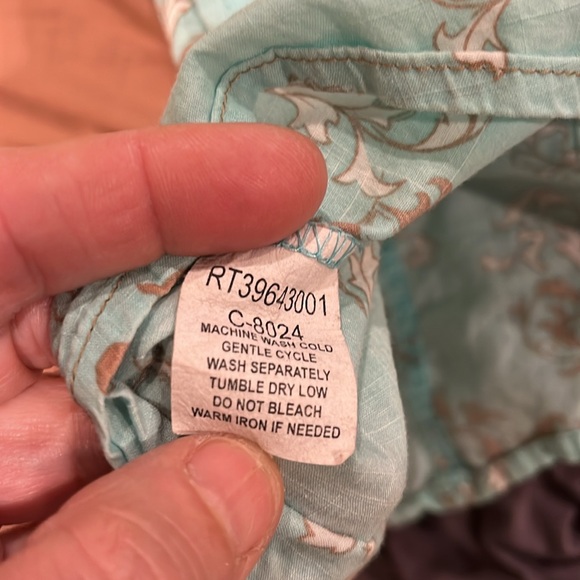 RT39643001
C-8024
MACHINE WASH COLD
GENTLE CYCLE
WASH SEPARATELY
TUMBLE DRY LOW
DO NOT BLEACH
WARM IRON IF NEEDED